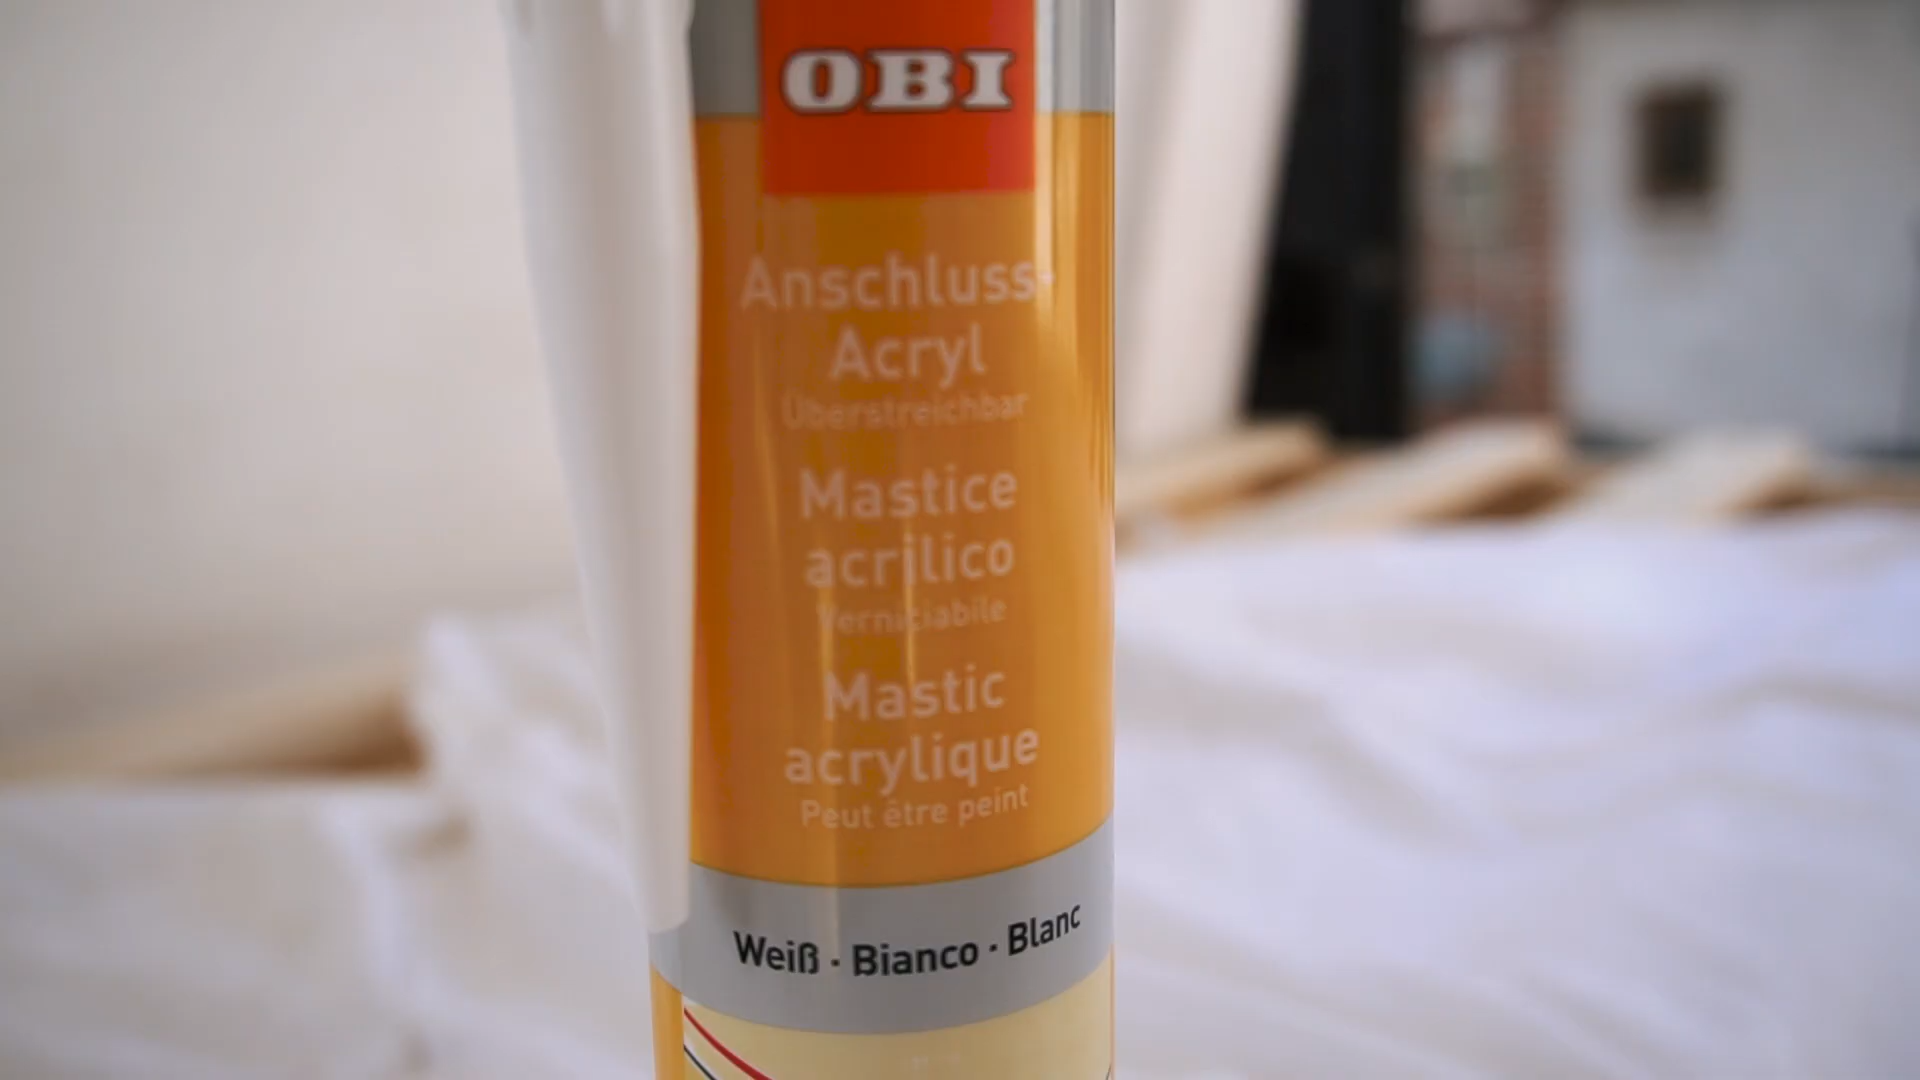 OBI
Anschluss-
Acryl
Überstreichbar
Mastice
acrilico
Verniciabile
Mastic
acrylique
Peut être peint
Weiß · Bianco · Blanc